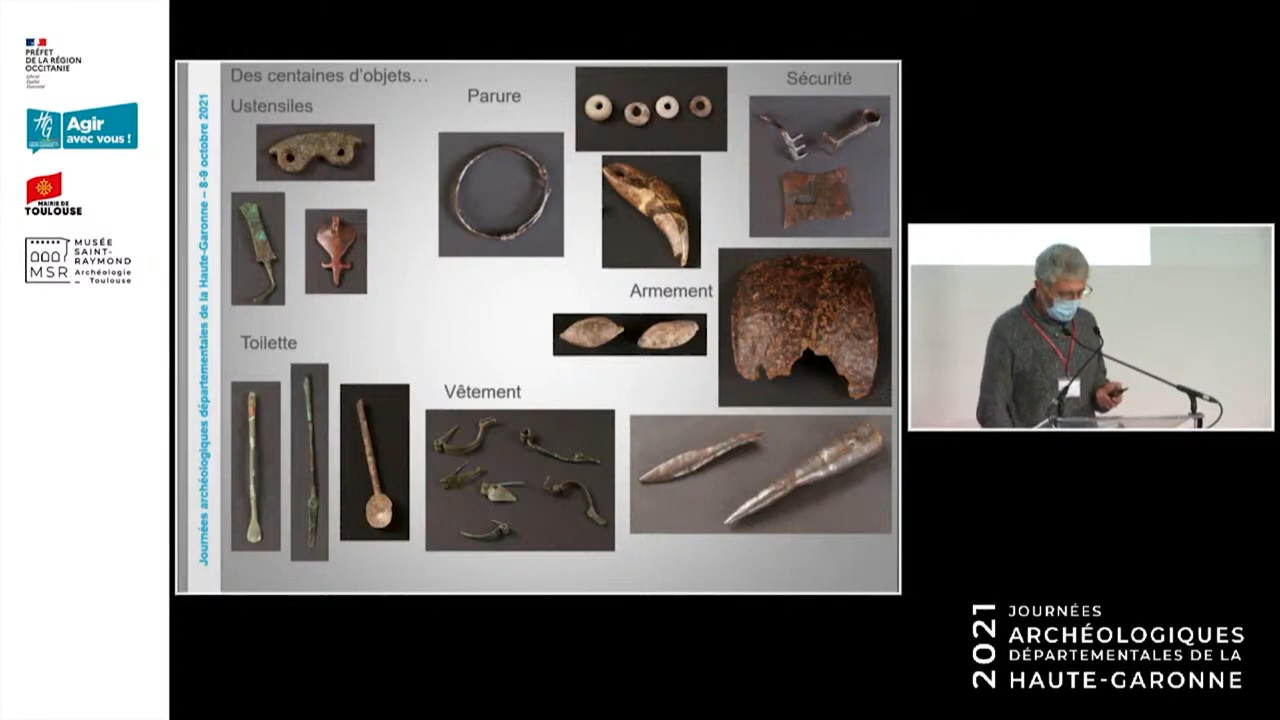 PRÉFET
DE LA RÉGION
OCCITANIE
Liberté
Égalité
Fraternité
HG
Agir
avec vous !
MAIRIE DE
TOULOUSE
MSR
MUSÉE
SAINT-
RAYMOND
Archéologie
Toulouse
Journées archéologiques départementales de la Haute-Garonne – 8-9 octobre 2021
Des centaines d'objets…
Ustensiles
Parure
Sécurité
Armement
Toilette
Vêtement
2021
JOURNÉES
ARCHÉOLOGIQUES
DÉPARTEMENTALES DE LA
HAUTE-GARONNE